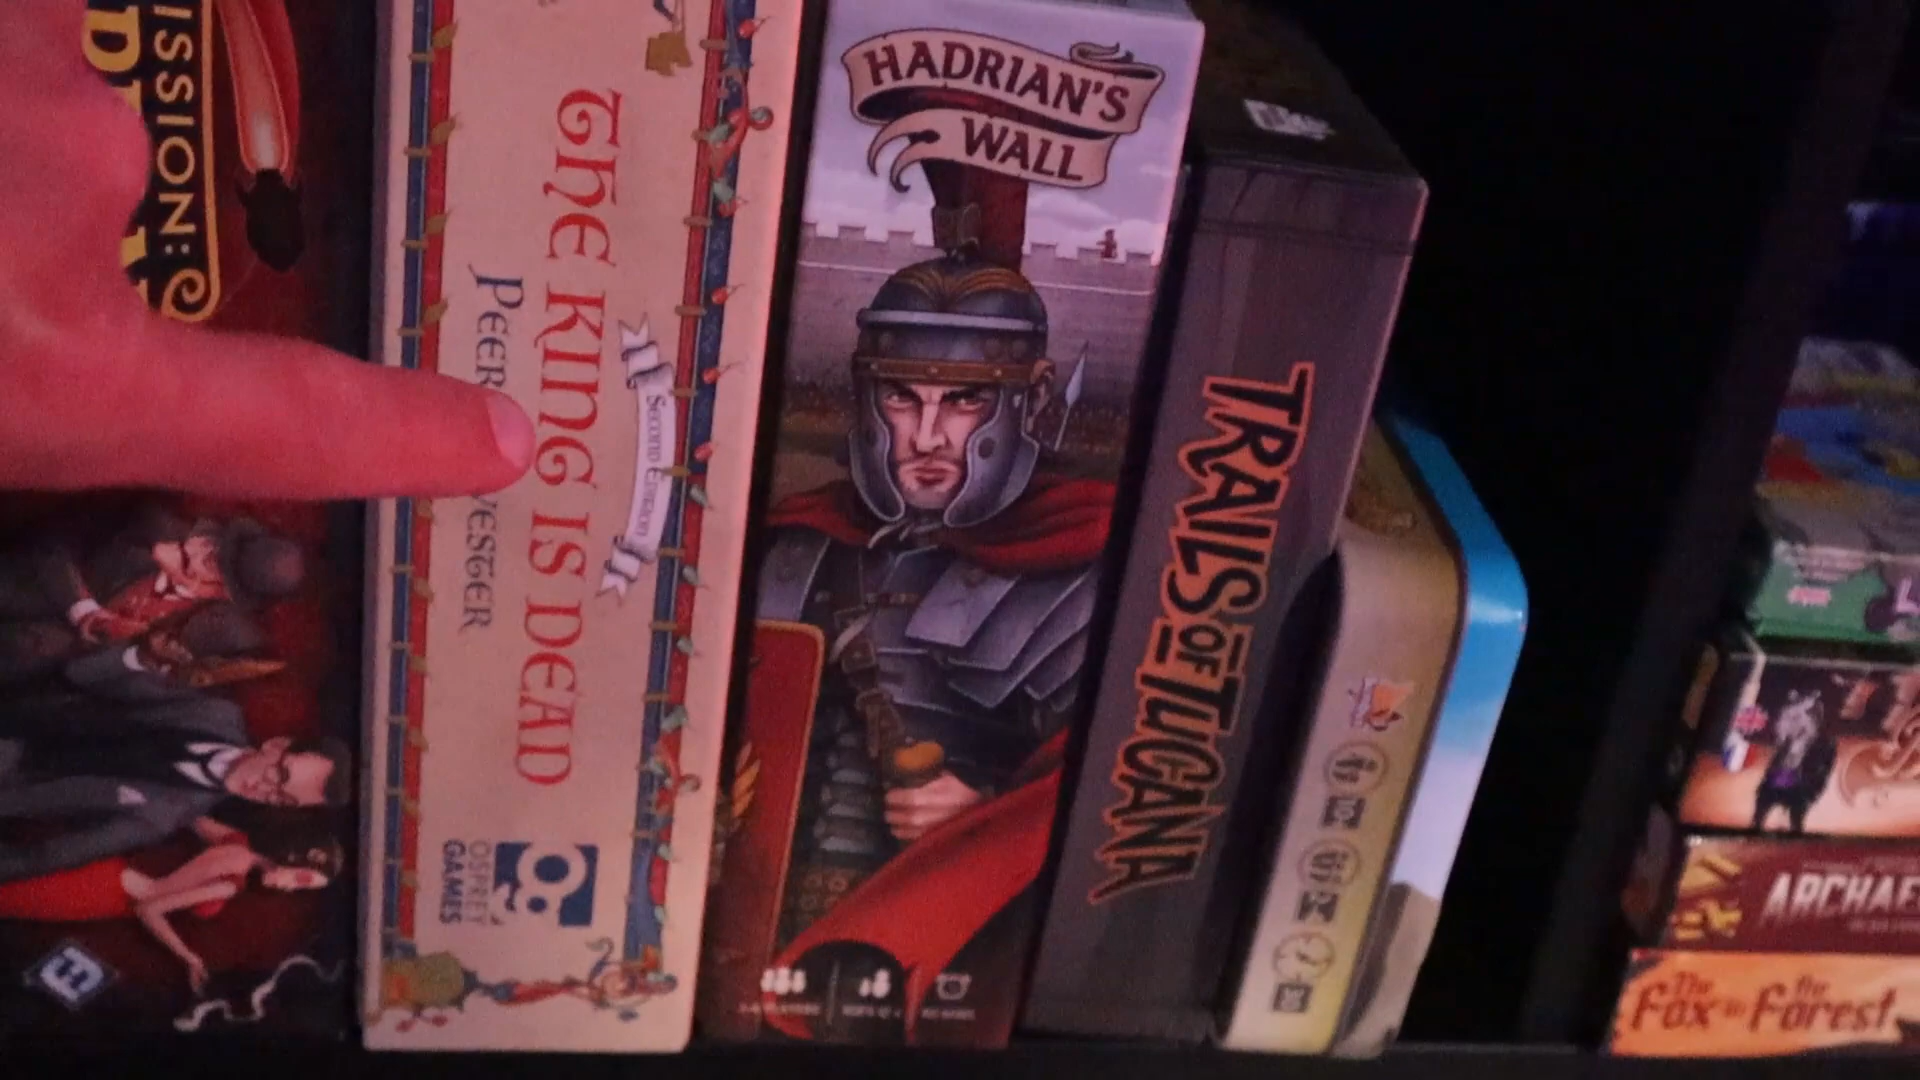 ISSION:
THE KING IS DEAD
PEER
VESTER
SECOND EDITION
OSPREY
GAMES
HADRIAN'S
WALL
TRAILS OF TUCANA
ARCHAE
The Fox in the Forest